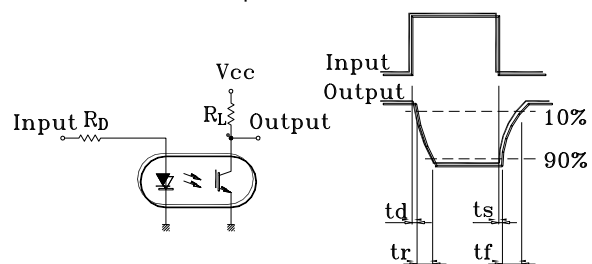 Input
Output
Vcc
RL
Input RD
Output
10%
90%
td
ts
tr
tf